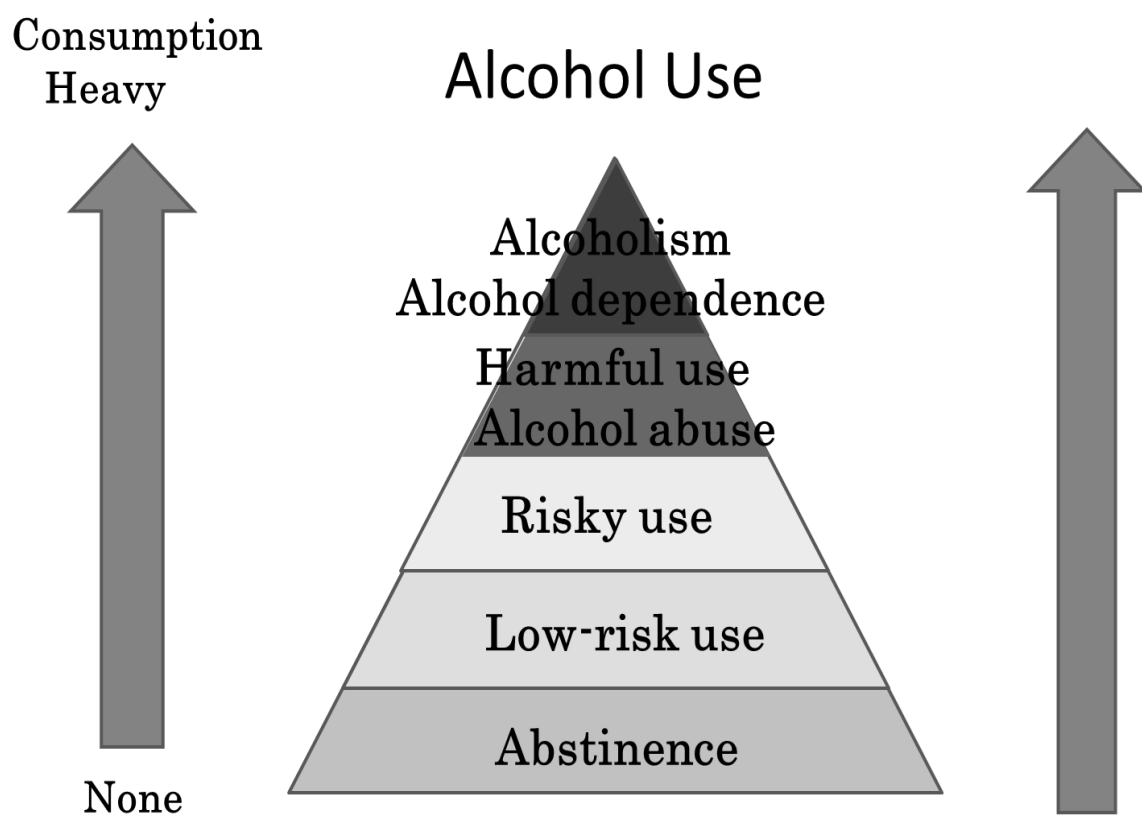 Consumption
Heavy
Alcohol Use
Alcoholism
Alcohol dependence
Harmful use
Alcohol abuse
Risky use
Low-risk use
Abstinence
None